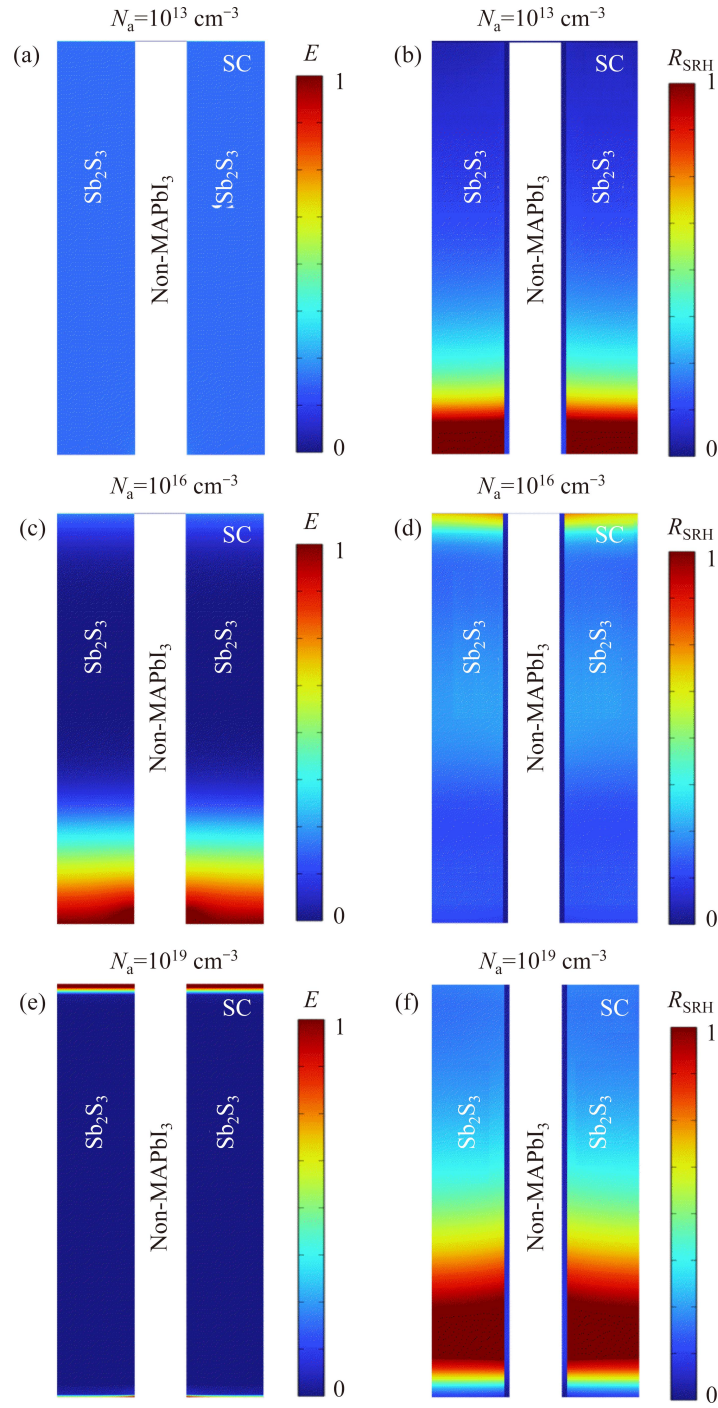 Nₐ=10¹³ cm⁻³
Nₐ=10¹³ cm⁻³
(a)
E
SC
1
Sb₂S₃
Non-MAPbI₃
Sb₂S₃
0
(b)
R_SRH
SC
1
Sb₂S₃
Non-MAPbI₃
Sb₂S₃
0
Nₐ=10¹⁶ cm⁻³
Nₐ=10¹⁶ cm⁻³
(c)
E
SC
1
Sb₂S₃
Non-MAPbI₃
Sb₂S₃
0
(d)
R_SRH
SC
1
Sb₂S₃
Non-MAPbI₃
Sb₂S₃
0
Nₐ=10¹⁹ cm⁻³
Nₐ=10¹⁹ cm⁻³
(e)
E
SC
1
Sb₂S₃
Non-MAPbI₃
Sb₂S₃
0
(f)
R_SRH
SC
1
Sb₂S₃
Non-MAPbI₃
Sb₂S₃
0